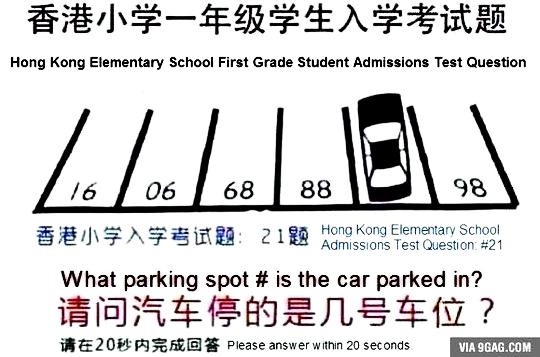 香港小学一年级学生入学考试题
Hong Kong Elementary School First Grade Student Admissions Test Question
16 06 68 88 98
香港小学入学考试题: 21题
Hong Kong Elementary School
Admissions Test Question: #21
What parking spot # is the car parked in?
请问汽车停的是几号车位？
请在20秒内完成回答 Please answer within 20 seconds.
VIA 9GAG.COM